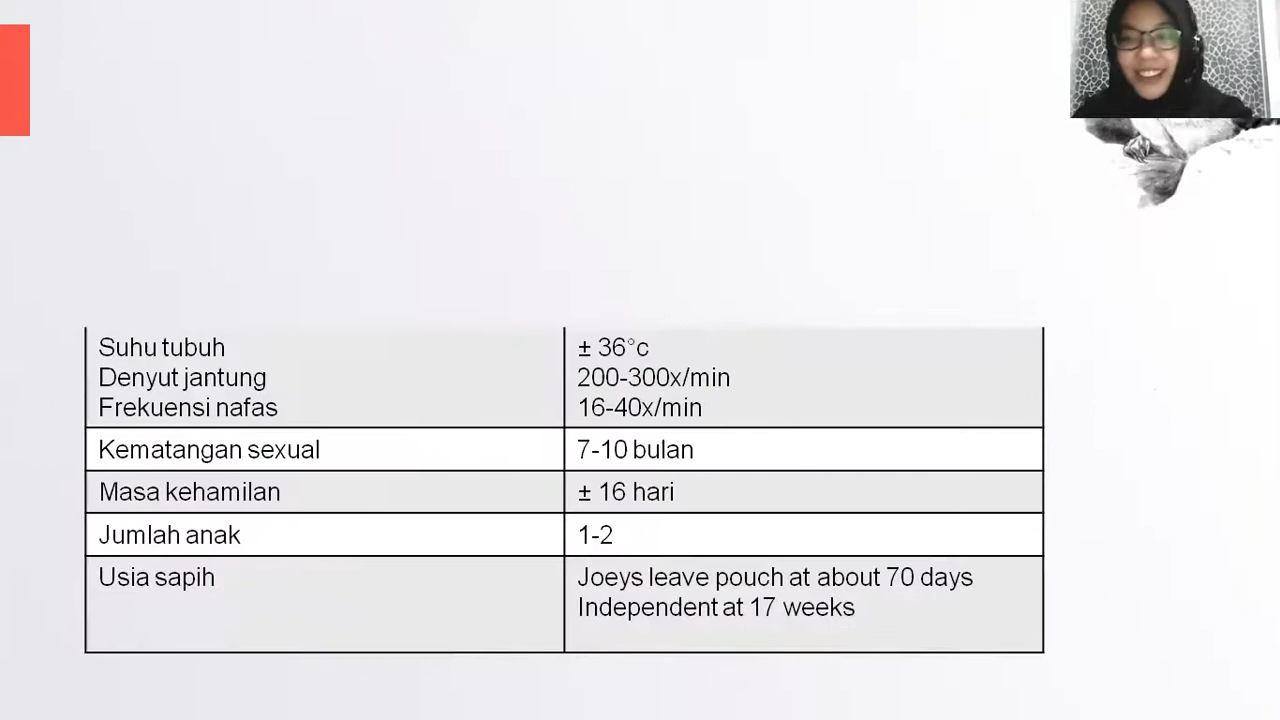 Suhu tubuh
Denyut jantung
Frekuensi nafas
± 36°c
200-300x/min
16-40x/min
Kematangan sexual
7-10 bulan
Masa kehamilan
± 16 hari
Jumlah anak
1-2
Usia sapih
Joeys leave pouch at about 70 days
Independent at 17 weeks